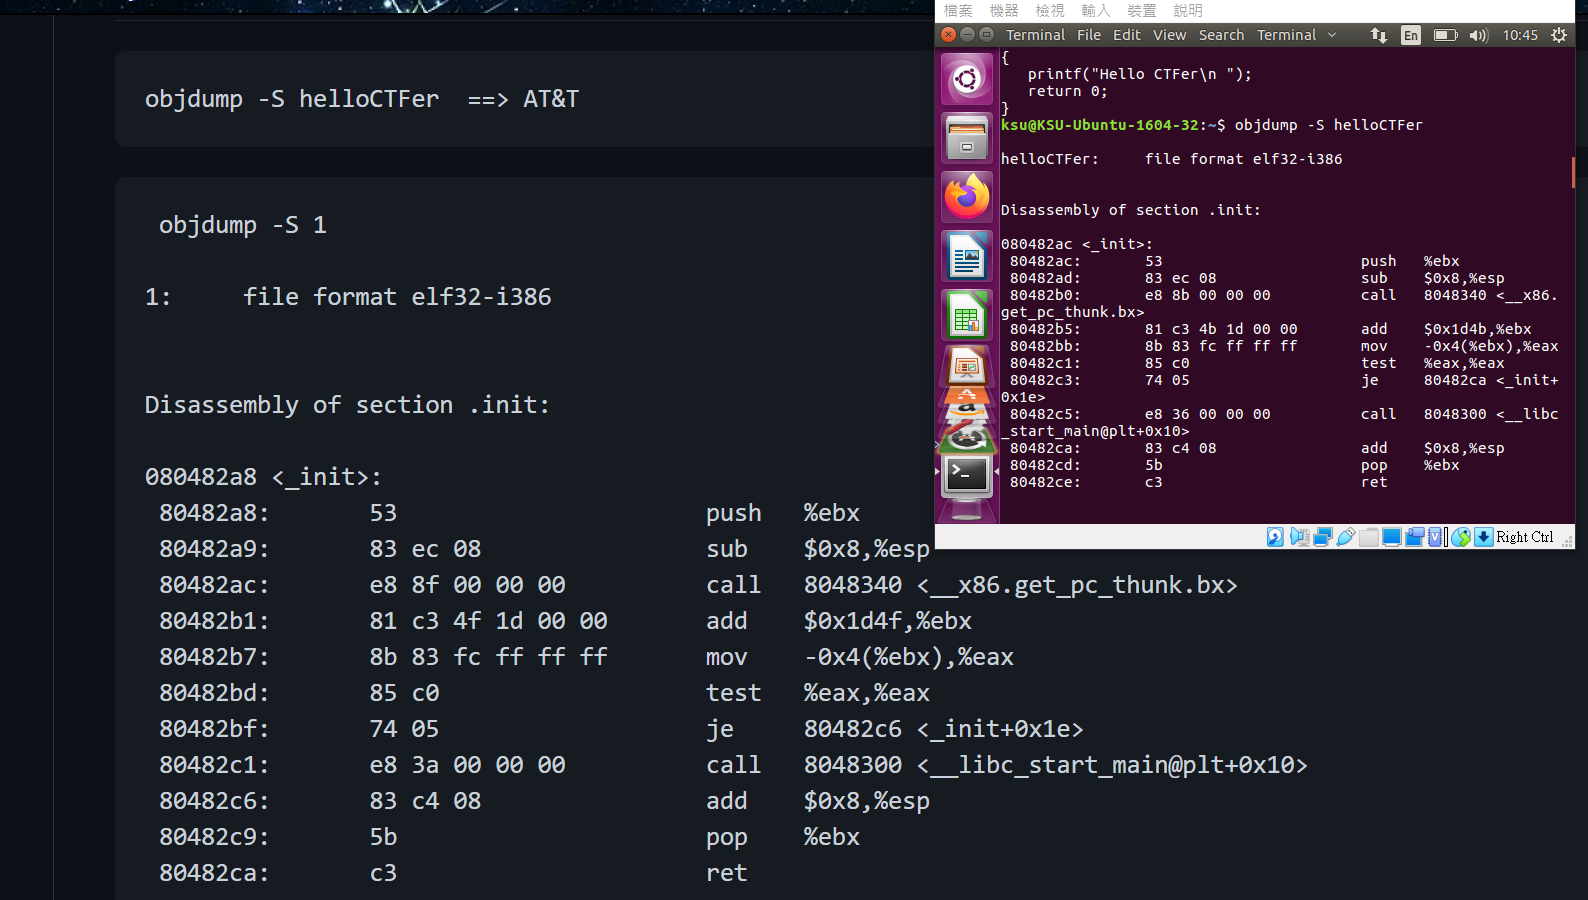 objdump -S helloCTFer  ==> AT&T
objdump -S 1
1:     file format elf32-i386
Disassembly of section .init:
080482a8 <_init>:
80482a8:       53                      push   %ebx
80482a9:       83 ec 08                sub    $0x8,%esp
80482ac:       e8 8f 00 00 00          call   8048340 <__x86.get_pc_thunk.bx>
80482b1:       81 c3 4f 1d 00 00       add    $0x1d4f,%ebx
80482b7:       8b 83 fc ff ff ff       mov    -0x4(%ebx),%eax
80482bd:       85 c0                   test   %eax,%eax
80482bf:       74 05                   je     80482c6 <_init+0x1e>
80482c1:       e8 3a 00 00 00          call   8048300 <__libc_start_main@plt+0x10>
80482c6:       83 c4 08                add    $0x8,%esp
80482c9:       5b                      pop    %ebx
80482ca:       c3                      ret
檔案 機器 檢視 輸入 裝置 說明
Terminal File Edit View Search Terminal En 10:45
{
printf("Hello CTFer\n ");
return 0;
}
ksu@KSU-Ubuntu-1604-32:~$ objdump -S helloCTFer
helloCTFer:     file format elf32-i386
Disassembly of section .init:
080482ac <_init>:
80482ac:       53                      push   %ebx
80482ad:       83 ec 08                sub    $0x8,%esp
80482b0:       e8 8b 00 00 00          call   8048340 <__x86.
get_pc_thunk.bx>
80482b5:       81 c3 4b 1d 00 00       add    $0x1d4b,%ebx
80482bb:       8b 83 fc ff ff ff       mov    -0x4(%ebx),%eax
80482c1:       85 c0                   test   %eax,%eax
80482c3:       74 05                   je     80482ca <_init+
0x1e>
80482c5:       e8 36 00 00 00          call   8048300 <__libc
_start_main@plt+0x10>
80482ca:       83 c4 08                add    $0x8,%esp
80482cd:       5b                      pop    %ebx
80482ce:       c3                      ret
Right Ctrl